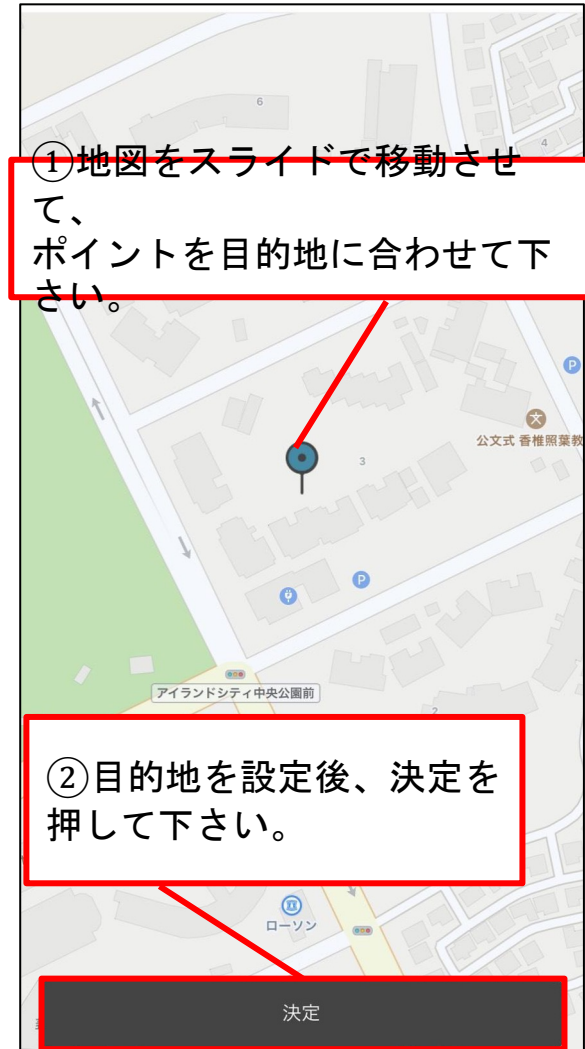 6
4
①地図をスライドで移動させ
て、
ポイントを目的地に合わせて下
さい。
P
文
公文式 香椎照葉教
3
P
アイランドシティ中央公園前
2
②目的地を設定後、決定を
押して下さい。
ローソン
決定